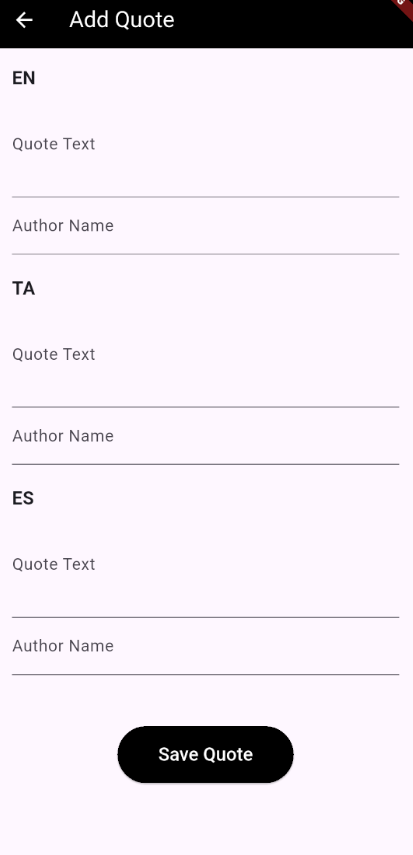 Add Quote
EN
Quote Text
Author Name
TA
Quote Text
Author Name
ES
Quote Text
Author Name
Save Quote